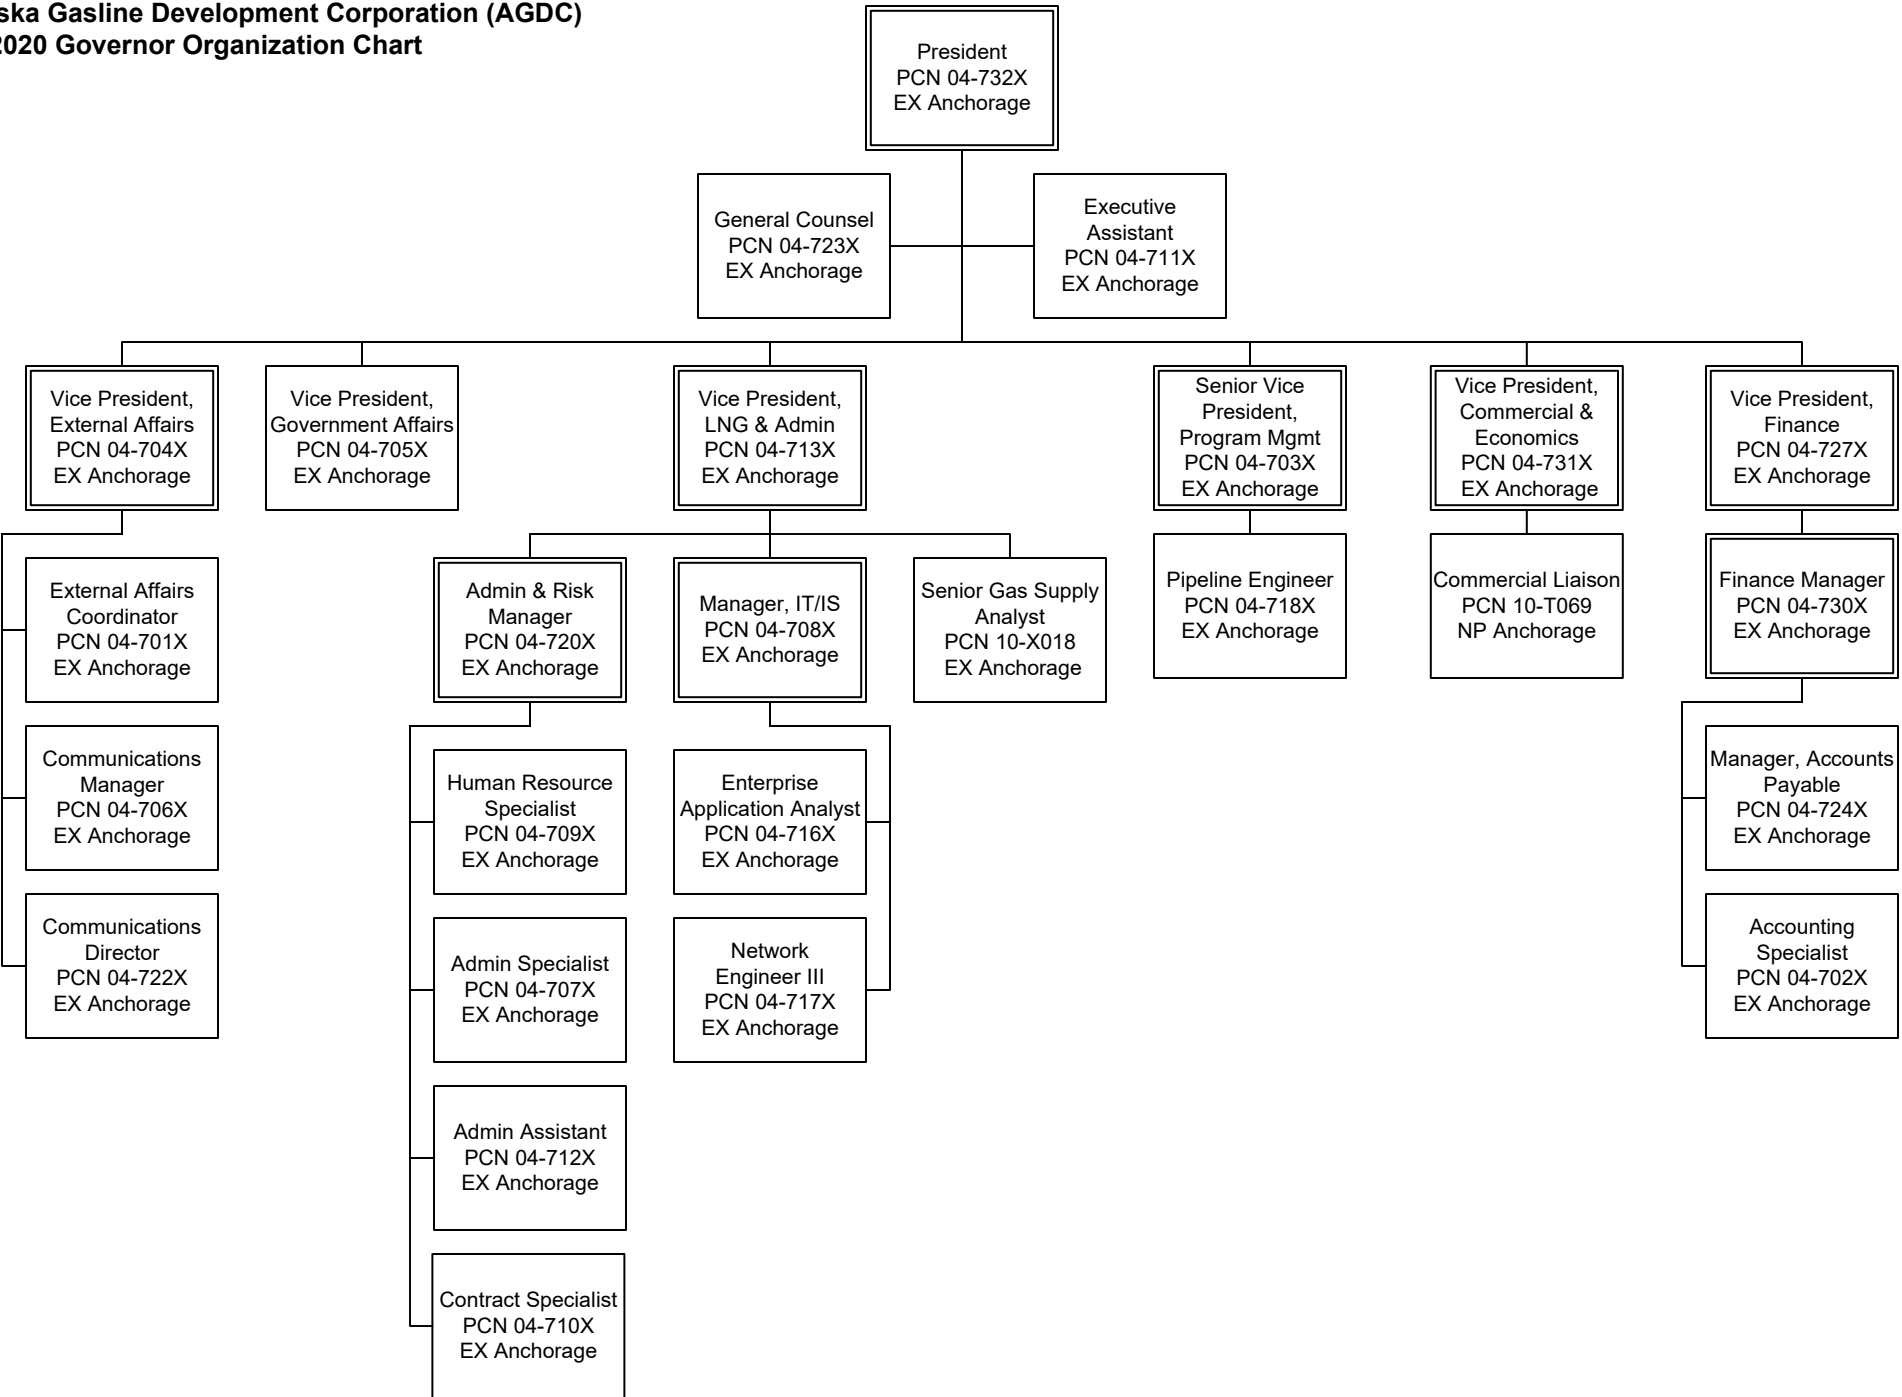 ska Gasline Development Corporation (AGDC)
2020 Governor Organization Chart
President
PCN 04-732X
EX Anchorage
General Counsel
PCN 04-723X
EX Anchorage
Executive
Assistant
PCN 04-711X
EX Anchorage
Vice President,
External Affairs
PCN 04-704X
EX Anchorage
Vice President,
Government Affairs
PCN 04-705X
EX Anchorage
Vice President,
LNG & Admin
PCN 04-713X
EX Anchorage
Senior Vice
President,
Program Mgmt
PCN 04-703X
EX Anchorage
Vice President,
Commercial &
Economics
PCN 04-731X
EX Anchorage
Vice President,
Finance
PCN 04-727X
EX Anchorage
External Affairs
Coordinator
PCN 04-701X
EX Anchorage
Admin & Risk
Manager
PCN 04-720X
EX Anchorage
Manager, IT/IS
PCN 04-708X
EX Anchorage
Senior Gas Supply
Analyst
PCN 10-X018
EX Anchorage
Pipeline Engineer
PCN 04-718X
EX Anchorage
Commercial Liaison
PCN 10-T069
NP Anchorage
Finance Manager
PCN 04-730X
EX Anchorage
Communications
Manager
PCN 04-706X
EX Anchorage
Human Resource
Specialist
PCN 04-709X
EX Anchorage
Enterprise
Application Analyst
PCN 04-716X
EX Anchorage
Manager, Accounts
Payable
PCN 04-724X
EX Anchorage
Communications
Director
PCN 04-722X
EX Anchorage
Admin Specialist
PCN 04-707X
EX Anchorage
Network
Engineer III
PCN 04-717X
EX Anchorage
Accounting
Specialist
PCN 04-702X
EX Anchorage
Admin Assistant
PCN 04-712X
EX Anchorage
Contract Specialist
PCN 04-710X
EX Anchorage